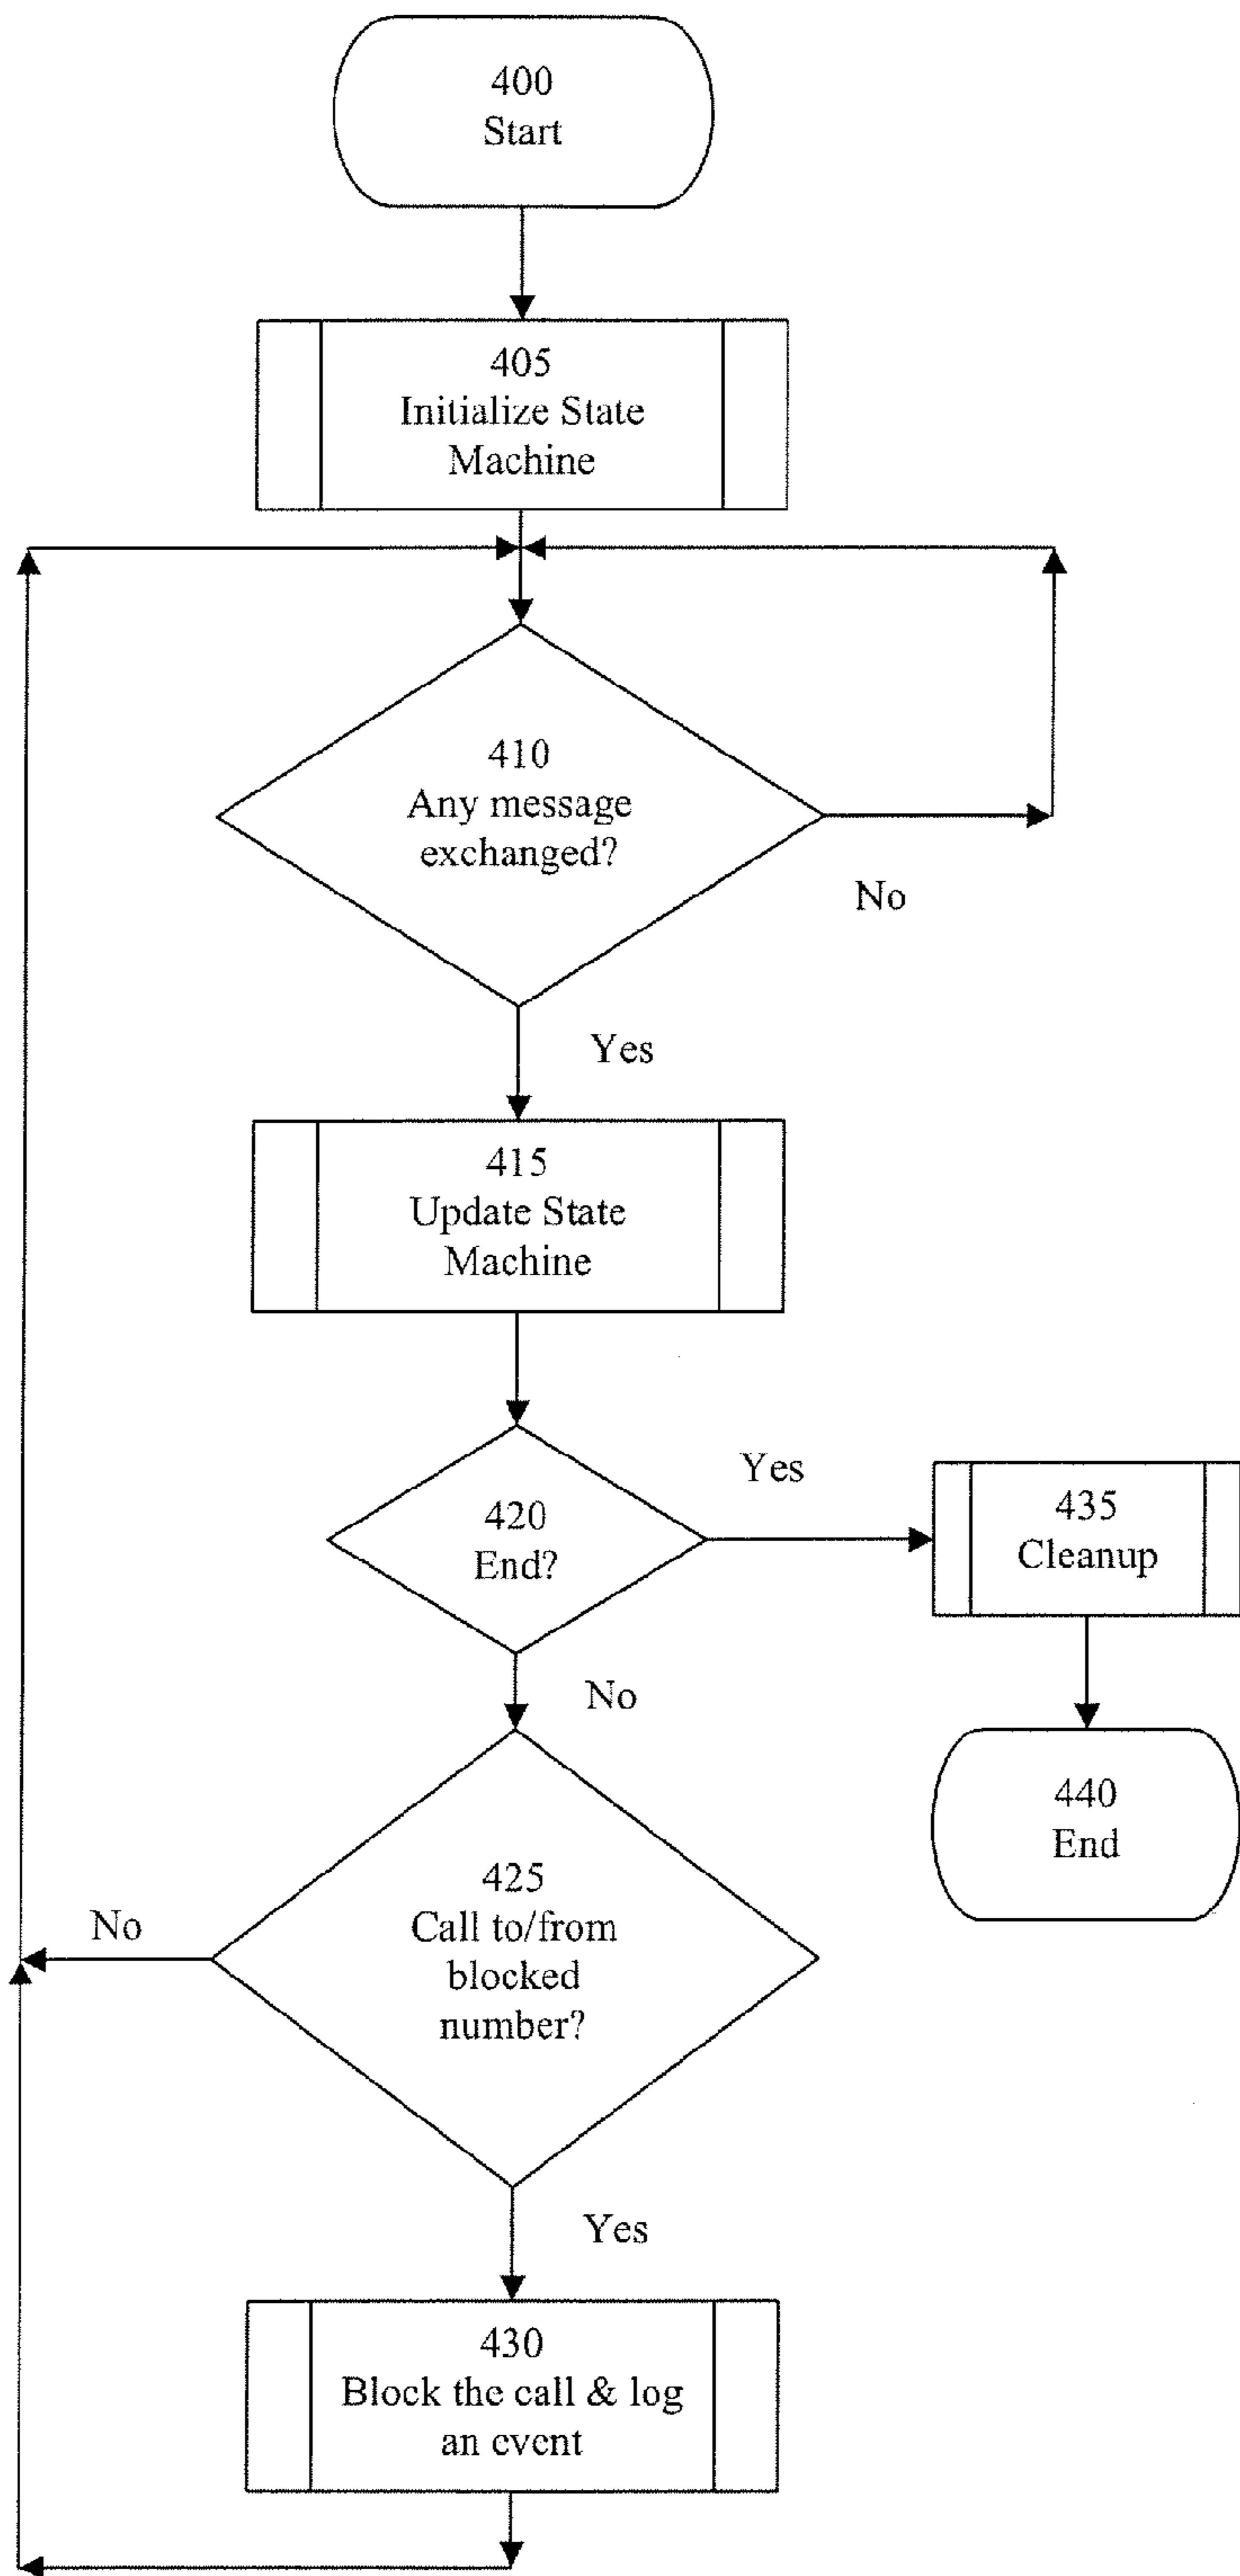 400
Start
405
Initialize State
Machine
410
Any message
exchanged?
No
Yes
415
Update State
Machine
420
End?
Yes
435
Cleanup
No
440
End
425
Call to/from
blocked
number?
No
Yes
430
Block the call & log
an event